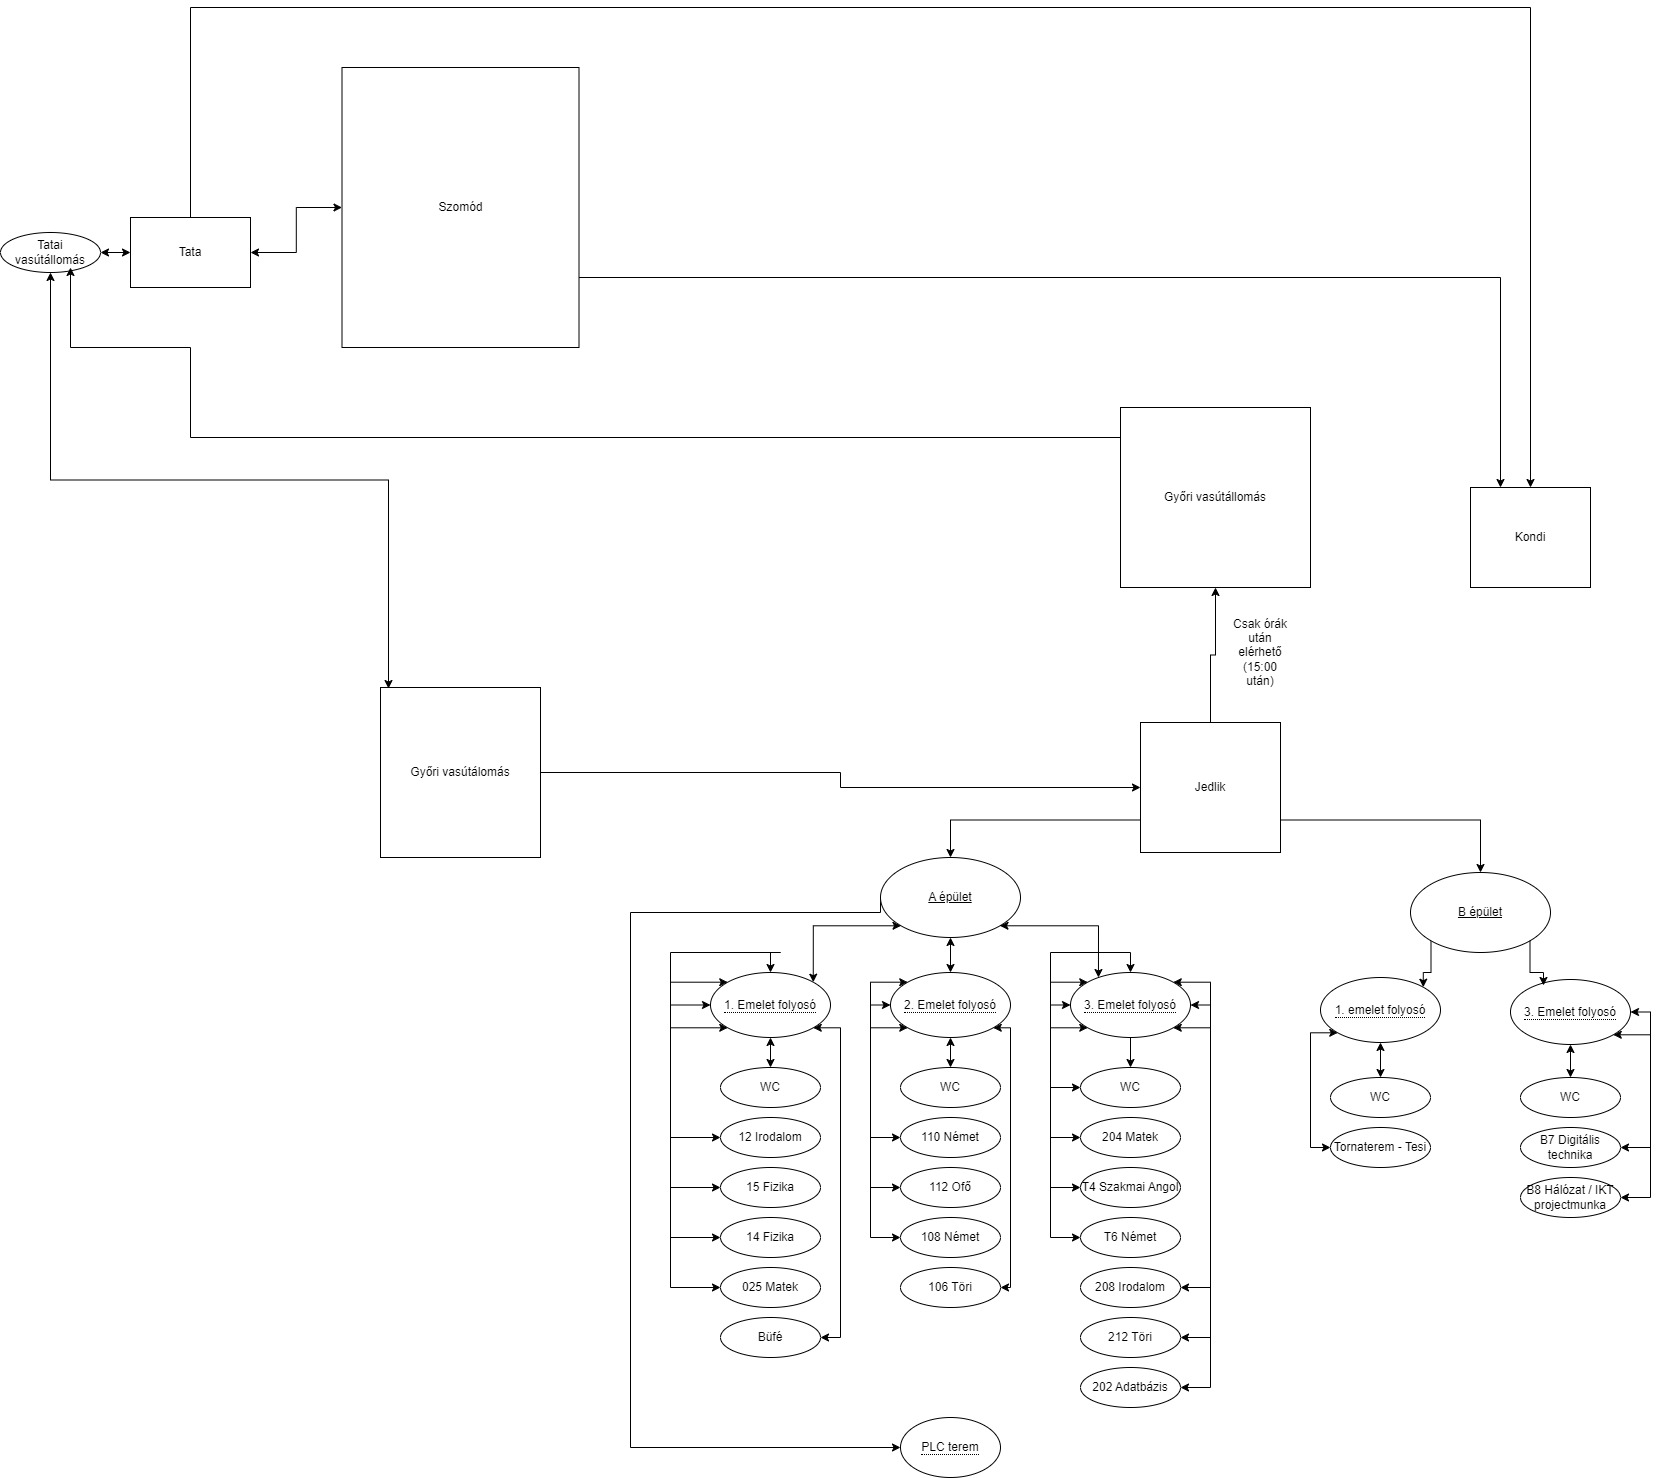 Szomód
Tatai
vasútállomás
Tata
Győri vasútállomás
Kondi
Csak órák
után
elérhető
(15:00
után)
Győri vasútálomás
Jedlik
A épület
B épület
1. Emelet folyosó
2. Emelet folyosó
3. Emelet folyosó
1. emelet folyosó
3. Emelet folyosó
WC
WC
WC
WC
WC
12 Irodalom
110 Német
204 Matek
Tornaterem - Tesi
B7 Digitális
technika
15 Fizika
112 Ofő
T4 Szakmai Angol
B8 Hálózat / IKT
projectmunka
14 Fizika
108 Német
T6 Német
025 Matek
106 Töri
208 Irodalom
Büfé
212 Töri
202 Adatbázis
PLC terem